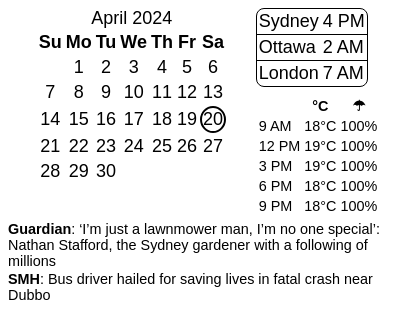 April 2024
Su Mo Tu We Th Fr Sa
1 2 3 4 5 6
7 8 9 10 11 12 13
14 15 16 17 18 19 20
21 22 23 24 25 26 27
28 29 30
Sydney 4 PM
Ottawa 2 AM
London 7 AM
°C ☂
9 AM 18°C 100%
12 PM 19°C 100%
3 PM 19°C 100%
6 PM 18°C 100%
9 PM 18°C 100%
Guardian: ‘I’m just a lawnmower man, I’m no one special’:
Nathan Stafford, the Sydney gardener with a following of
millions
SMH: Bus driver hailed for saving lives in fatal crash near
Dubbo